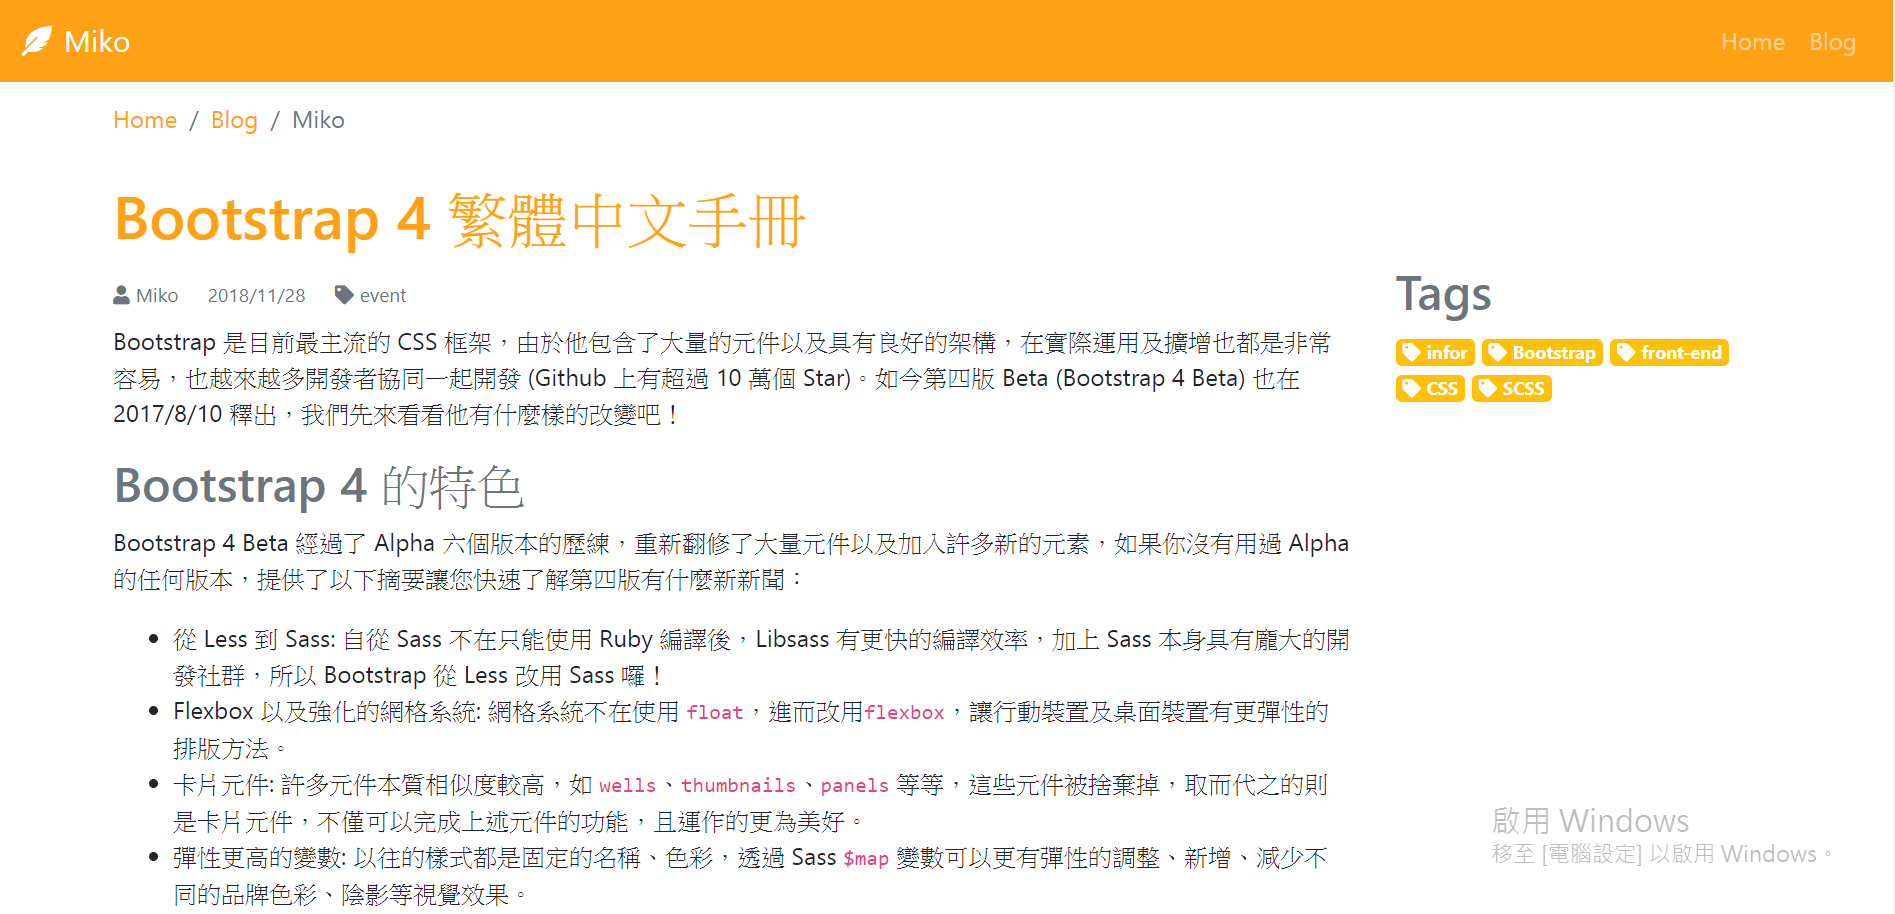 Miko
Home Blog
Home / Blog / Miko
Bootstrap 4 繁體中文手冊
Miko 2018/11/28 event
Bootstrap 是目前最主流的 CSS 框架，由於他包含了大量的元件以及具有良好的架構，在實際運用及擴增也都是非常
容易，也越來越多開發者協同一起開發 (Github 上有超過 10 萬個 Star)。如今第四版 Beta (Bootstrap 4 Beta) 也在
2017/8/10 釋出，我們先來看看他有什麼樣的改變吧！
Bootstrap 4 的特色
Bootstrap 4 Beta 經過了 Alpha 六個版本的歷練，重新翻修了大量元件以及加入許多新的元素，如果你沒有用過 Alpha
的任何版本，提供了以下摘要讓您快速了解第四版有什麼新新聞：
• 從 Less 到 Sass: 自從 Sass 不在只能使用 Ruby 編譯後，Libsass 有更快的編譯效率，加上 Sass 本身具有龐大的開
發社群，所以 Bootstrap 從 Less 改用 Sass 囉！
• Flexbox 以及強化的網格系統: 網格系統不在使用 float，進而改用flexbox，讓行動裝置及桌面裝置有更彈性的
排版方法。
• 卡片元件: 許多元件本質相似度較高，如 wells、thumbnails、panels 等等，這些元件被捨棄掉，取而代之的則
是卡片元件，不僅可以完成上述元件的功能，且運作的更為美好。
• 彈性更高的變數: 以往的樣式都是固定的名稱、色彩，透過 Sass $map 變數可以更有彈性的調整、新增、減少不
同的品牌色彩、陰影等視覺效果。
Tags
infor Bootstrap front-end
CSS SCSS
啟用 Windows
移至 [電腦設定] 以啟用 Windows。